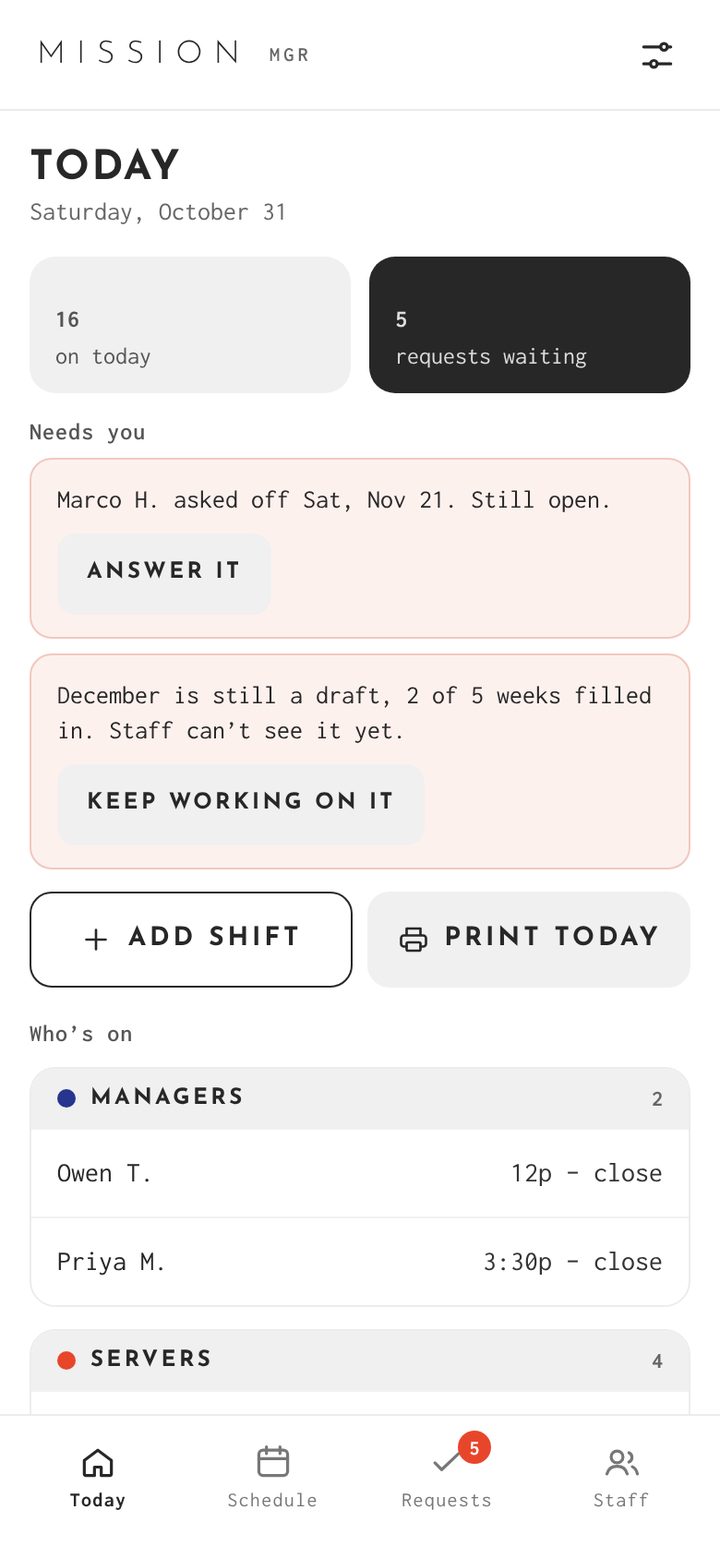 MISSION MGR
TODAY
Saturday, October 31
16
on today
5
requests waiting
Needs you
Marco H. asked off Sat, Nov 21. Still open.
ANSWER IT
December is still a draft, 2 of 5 weeks filled
in. Staff can’t see it yet.
KEEP WORKING ON IT
ADD SHIFT
PRINT TODAY
Who’s on
MANAGERS 2
Owen T. 12p – close
Priya M. 3:30p – close
SERVERS 4
5
Today
Schedule
Requests
Staff